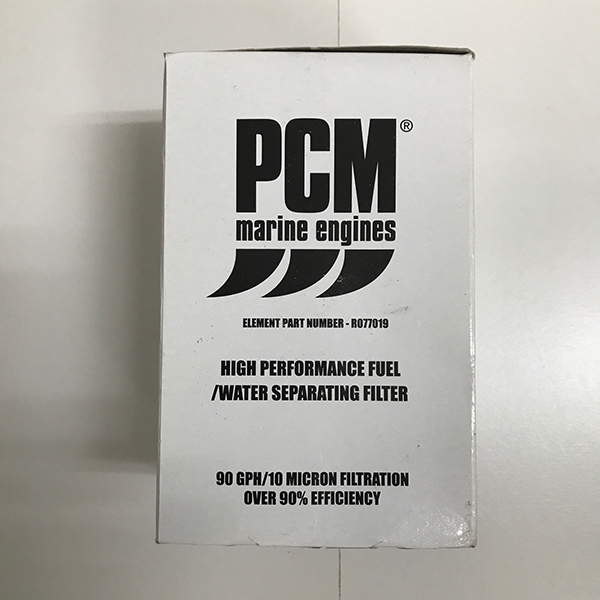 PCM®
marine engines
ELEMENT PART NUMBER - R077019
HIGH PERFORMANCE FUEL
/WATER SEPARATING FILTER
90 GPH/10 MICRON FILTRATION
OVER 90% EFFICIENCY